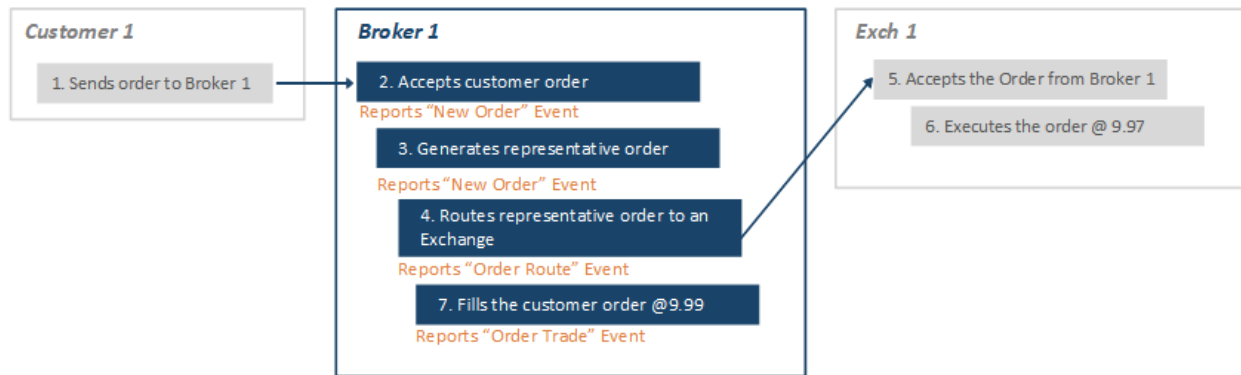 Customer 1
1. Sends order to Broker 1
Broker 1
2. Accepts customer order
Reports “New Order” Event
3. Generates representative order
Reports “New Order” Event
4. Routes representative order to an
Exchange
Reports “Order Route” Event
7. Fills the customer order @9.99
Reports “Order Trade” Event
Exch 1
5. Accepts the Order from Broker 1
6. Executes the order @ 9.97